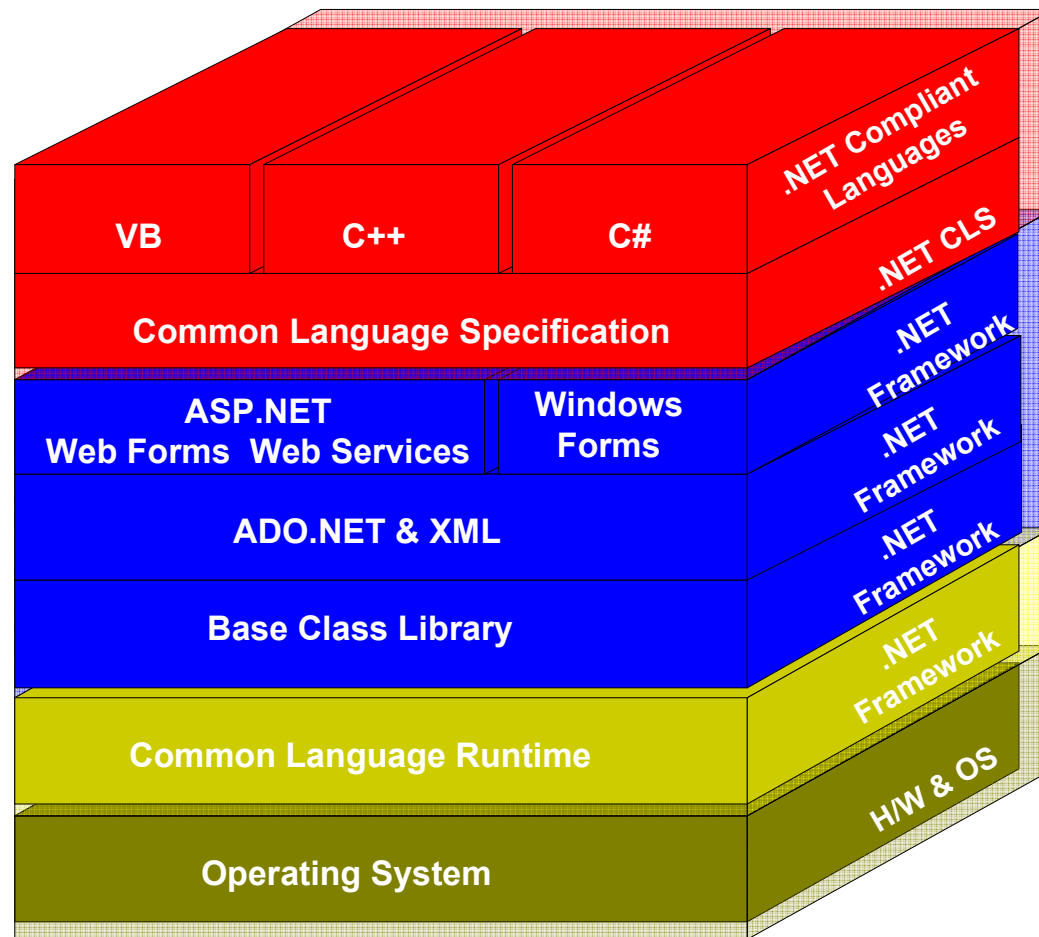 .NET Compliant
Languages
VB
C++
C#
.NET CLS
Common Language Specification
.NET
Framework
ASP.NET
Web Forms  Web Services
Windows
Forms
.NET
Framework
ADO.NET & XML
.NET
Framework
Base Class Library
.NET
Framework
Common Language Runtime
H/W & OS
Operating System